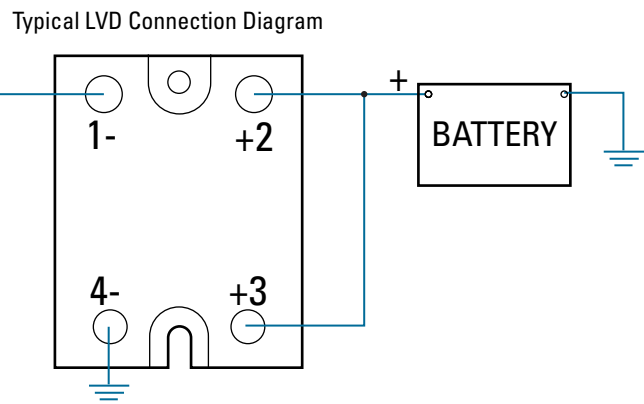 Typical LVD Connection Diagram
+
1-
+2
BATTERY
4-
+3